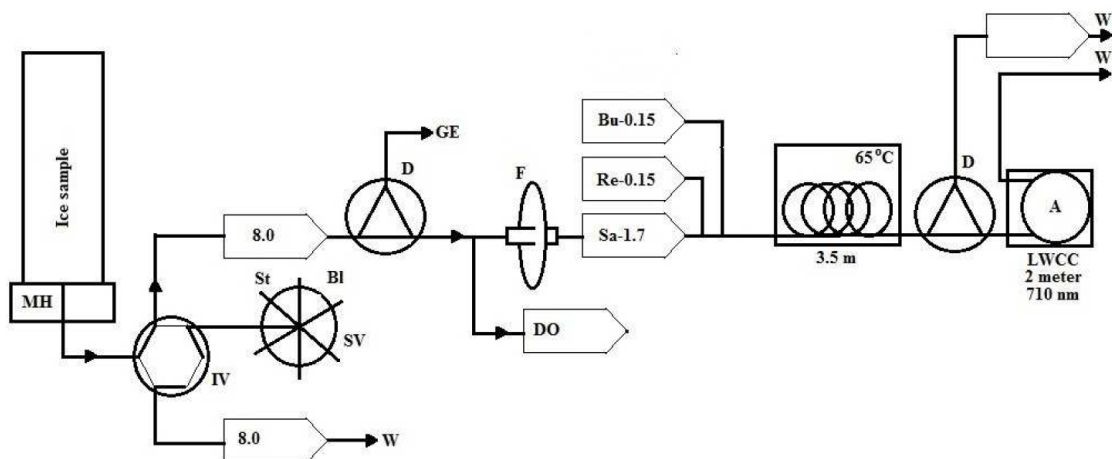 W
W
GE
D
F
Bu-0.15
Re-0.15
Sa-1.7
65°C
3.5 m
D
A
LWCC
2 meter
710 nm
Ice sample
MH
8.0
St
Bl
SV
IV
DO
8.0
W